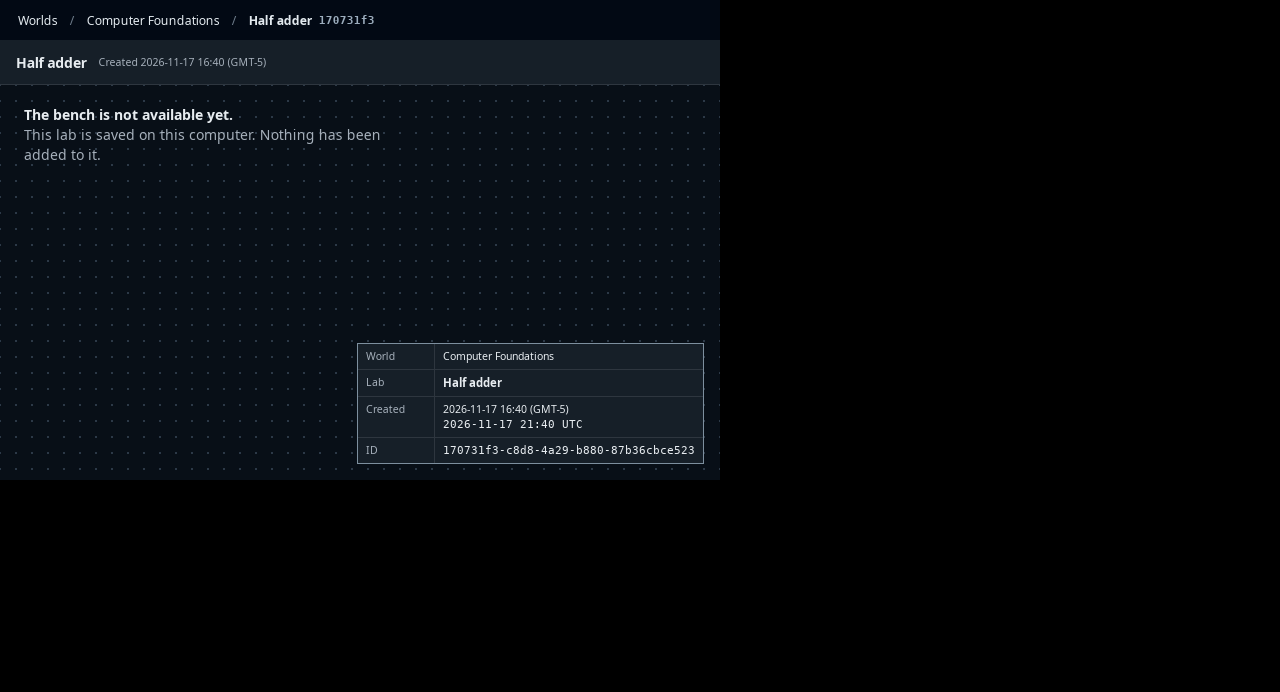 Worlds / Computer Foundations / Half adder 170731f3
Half adder Created 2026-11-17 16:40 (GMT-5)
The bench is not available yet.
This lab is saved on this computer. Nothing has been
added to it.
World Computer Foundations
Lab Half adder
Created 2026-11-17 16:40 (GMT-5)
2026-11-17 21:40 UTC
ID 170731f3-c8d8-4a29-b880-87b36cbce523